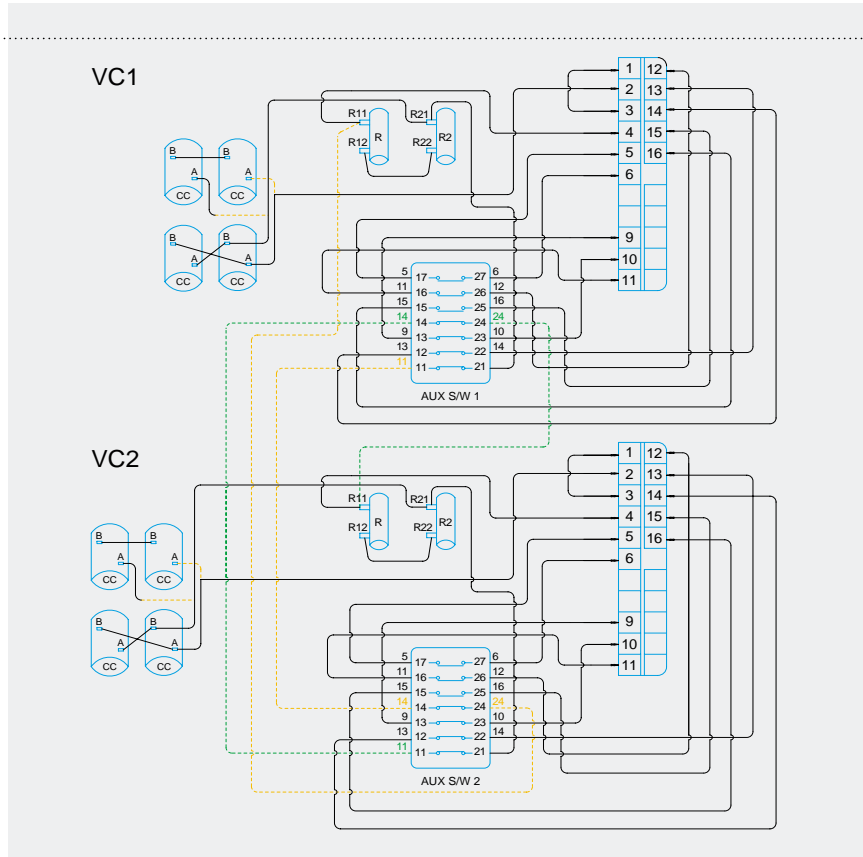 VC1
1 12
2 13
3 14
4 15
5 16
6
9
10
11
R11 R R21 R2
R12 R22
B B
A A
CC CC
B B
A A
CC CC
5 17 27 6
11 16 26 12
15 15 25 16
14 14 24 24
9 13 23 10
13 12 22 14
11 11 21
AUX S/W 1
VC2
1 12
2 13
3 14
4 15
5 16
6
9
10
11
R11 R R21 R2
R12 R22
B B
A A
CC CC
B B
A A
CC CC
5 17 27 6
11 16 26 12
15 15 25 16
14 14 24 24
9 13 23 10
13 12 22 14
11 11 21
AUX S/W 2